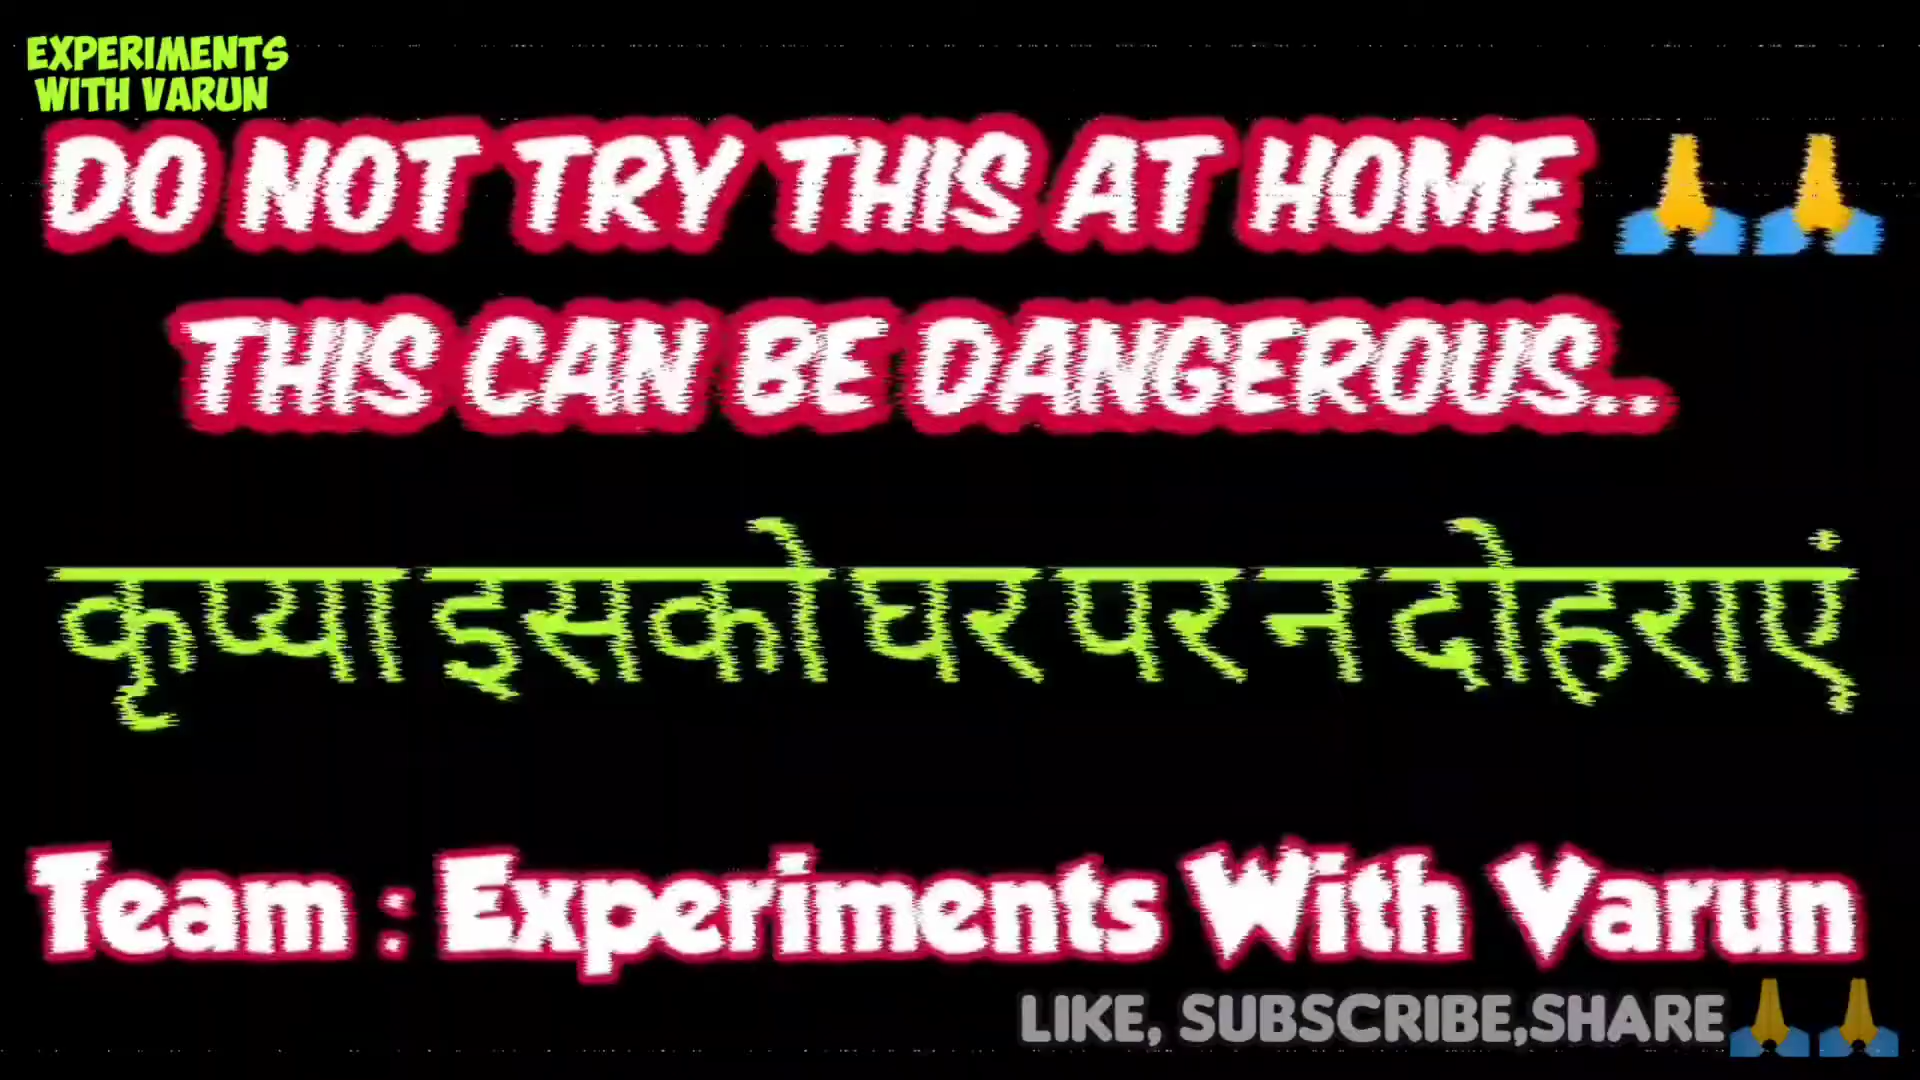 EXPERIMENTS
WITH VARUN
DO NOT TRY THIS AT HOME 🙏🙏
THIS CAN BE DANGEROUS..
कृप्या इसको घर पर न दोहराएं
Team : Experiments With Varun
LIKE, SUBSCRIBE,SHARE🙏🙏